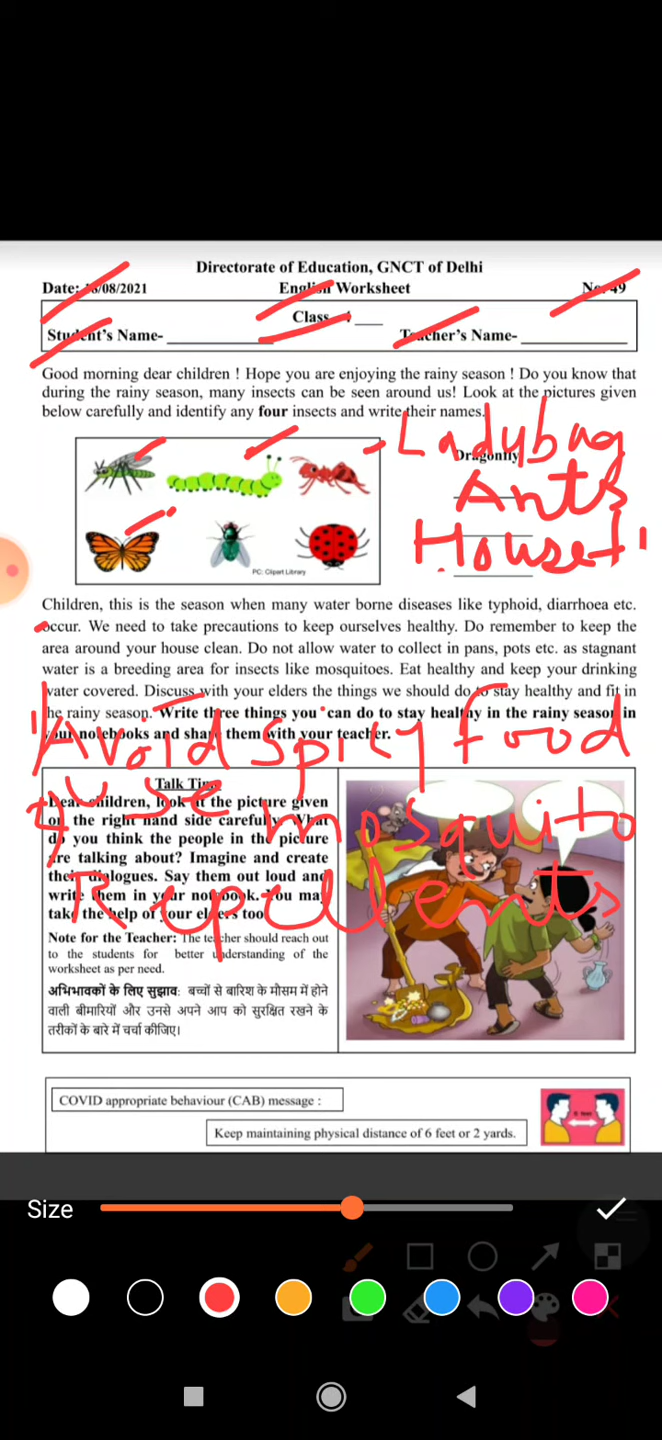 Directorate of Education, GNCT of Delhi
Date: /08/2021 English Worksheet No. 49
Class-
Student's Name- Teacher's Name-
Good morning dear children ! Hope you are enjoying the rainy season ! Do you know that
during the rainy season, many insects can be seen around us! Look at the pictures given
below carefully and identify any four insects and write their names.
Ladybug
Dragonfly
Ants
Housefl
PC: Clipart Library
Children, this is the season when many water borne diseases like typhoid, diarrhoea etc.
occur. We need to take precautions to keep ourselves healthy. Do remember to keep the
area around your house clean. Do not allow water to collect in pans, pots etc. as stagnant
water is a breeding area for insects like mosquitoes. Eat healthy and keep your drinking
water covered. Discuss with your elders the things we should do to stay healthy and fit in
the rainy season. Write three things you can do to stay healthy in the rainy season in
your notebooks and share them with your teacher.
Avoid spicy food
use mosquito
Repellents
Talk Time
Dear children, look at the picture given
on the right hand side carefully. What
do you think the people in the picture
are talking about? Imagine and create
their dialogues. Say them out loud and
write them in your notebook. You may
take the help of your elders too.
Note for the Teacher: The teacher should reach out
to the students for better understanding of the
worksheet as per need.
अभिभावकों के लिए सुझाव: बच्चों से बारिश के मौसम में होने
वाली बीमारियों और उनसे अपने आप को सुरक्षित रखने के
तरीकों के बारे में चर्चा कीजिए।
COVID appropriate behaviour (CAB) message :
Keep maintaining physical distance of 6 feet or 2 yards.
Size